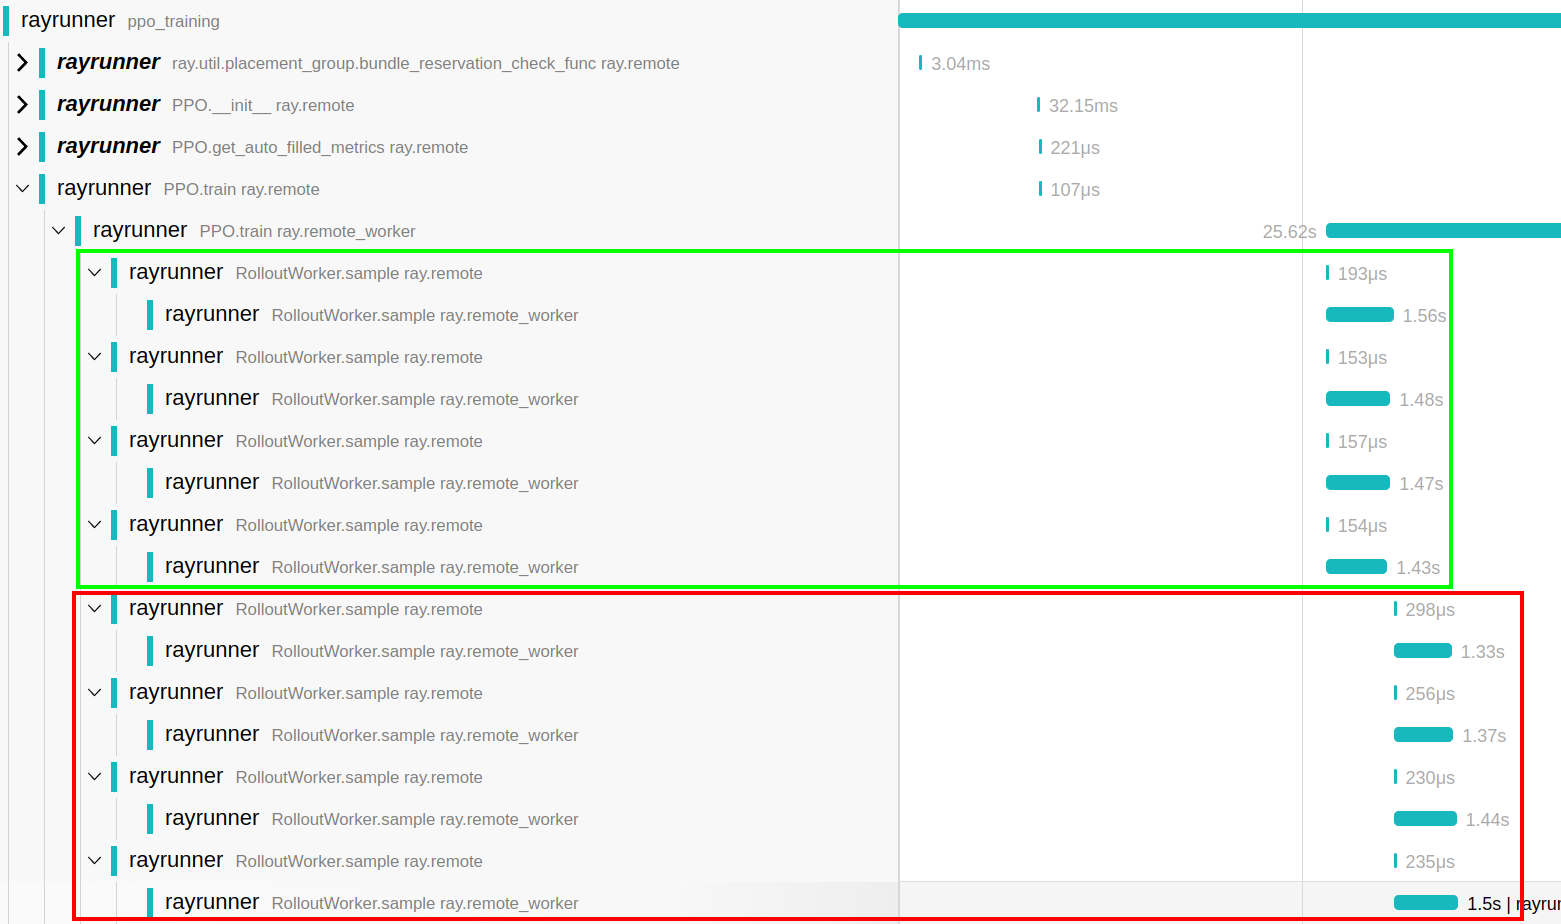 rayrunner ppo_training
rayrunner ray.util.placement_group.bundle_reservation_check_func ray.remote 3.04ms
rayrunner PPO.__init__ ray.remote 32.15ms
rayrunner PPO.get_auto_filled_metrics ray.remote 221μs
rayrunner PPO.train ray.remote 107μs
rayrunner PPO.train ray.remote_worker 25.62s
rayrunner RolloutWorker.sample ray.remote 193μs
rayrunner RolloutWorker.sample ray.remote_worker 1.56s
rayrunner RolloutWorker.sample ray.remote 153μs
rayrunner RolloutWorker.sample ray.remote_worker 1.48s
rayrunner RolloutWorker.sample ray.remote 157μs
rayrunner RolloutWorker.sample ray.remote_worker 1.47s
rayrunner RolloutWorker.sample ray.remote 154μs
rayrunner RolloutWorker.sample ray.remote_worker 1.43s
rayrunner RolloutWorker.sample ray.remote 298μs
rayrunner RolloutWorker.sample ray.remote_worker 1.33s
rayrunner RolloutWorker.sample ray.remote 256μs
rayrunner RolloutWorker.sample ray.remote_worker 1.37s
rayrunner RolloutWorker.sample ray.remote 230μs
rayrunner RolloutWorker.sample ray.remote_worker 1.44s
rayrunner RolloutWorker.sample ray.remote 235μs
rayrunner RolloutWorker.sample ray.remote_worker 1.5s |